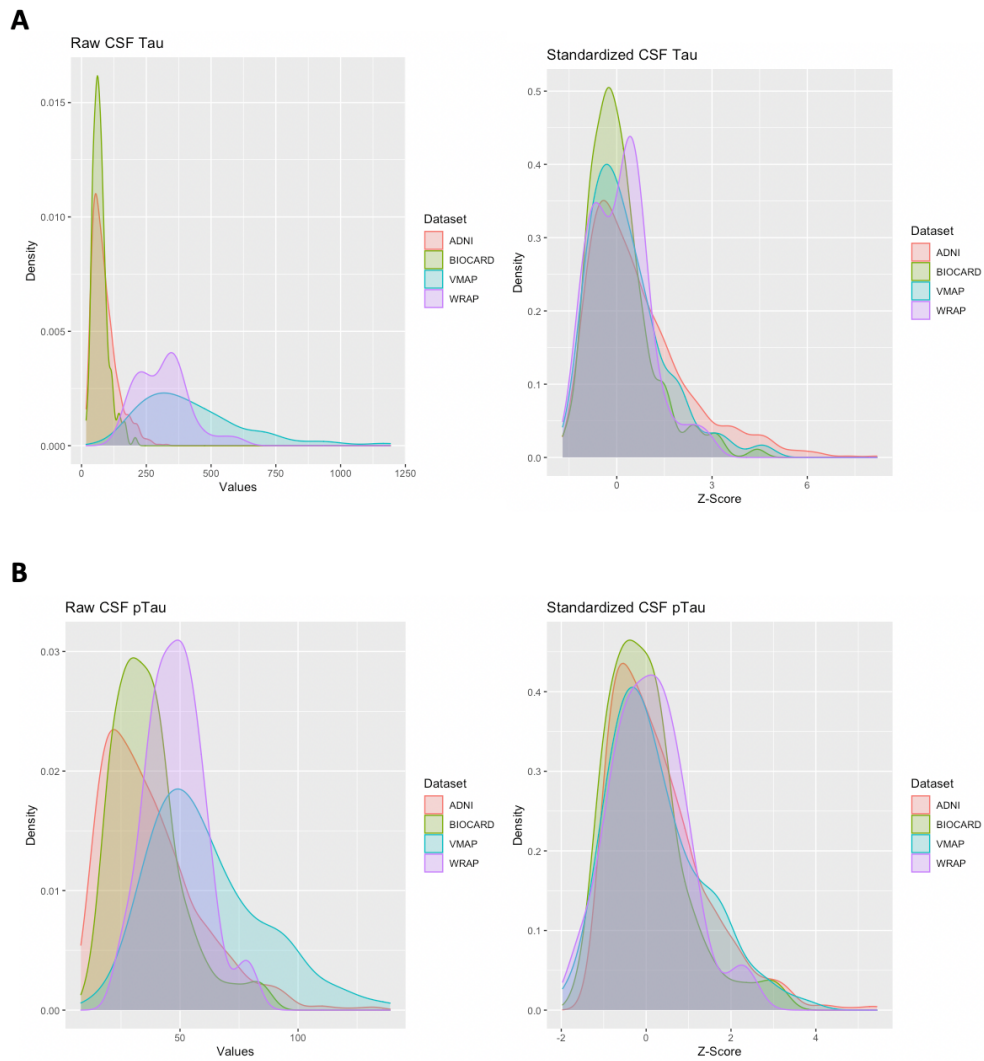 A
Raw CSF Tau
Density
0.015
0.010
0.005
0.000
0
250
500
750
1000
1250
Values
Dataset
ADNI
BIOCARD
VMAP
WRAP
Standardized CSF Tau
Density
0.5
0.4
0.3
0.2
0.1
0.0
0
3
6
Z-Score
Dataset
ADNI
BIOCARD
VMAP
WRAP
B
Raw CSF pTau
Density
0.03
0.02
0.01
0.00
50
100
Values
Dataset
ADNI
BIOCARD
VMAP
WRAP
Standardized CSF pTau
Density
0.4
0.3
0.2
0.1
0.0
-2
0
2
4
Z-Score
Dataset
ADNI
BIOCARD
VMAP
WRAP